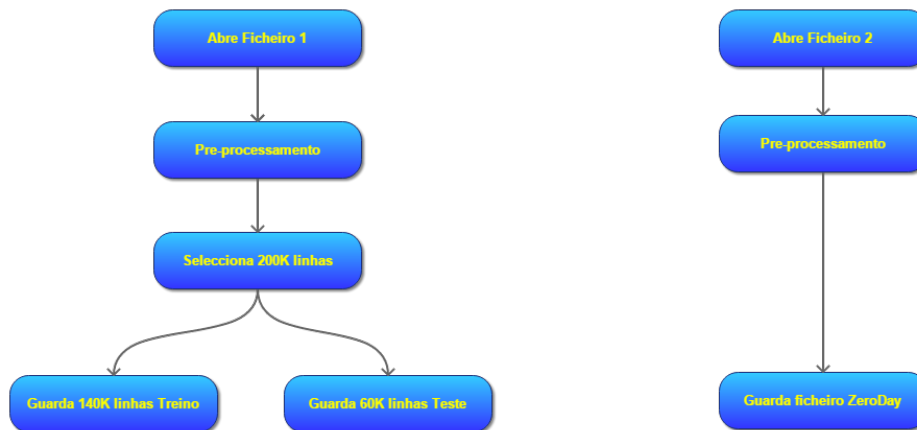 Abre Ficheiro 1
Abre Ficheiro 2
Pre-processamento
Pre-processamento
Selecciona 200K linhas
Guarda 140K linhas Treino
Guarda 60K linhas Teste
Guarda ficheiro ZeroDay